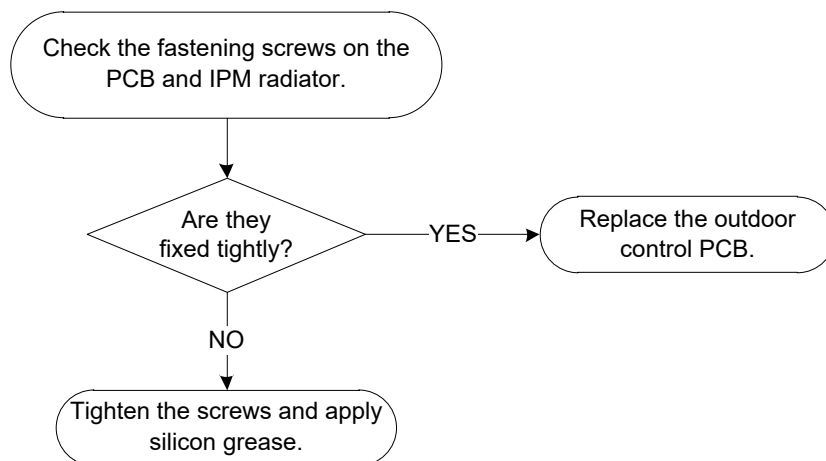 Check the fastening screws on the
PCB and IPM radiator.
Are they
fixed tightly?
YES
Replace the outdoor
control PCB.
NO
Tighten the screws and apply
silicon grease.